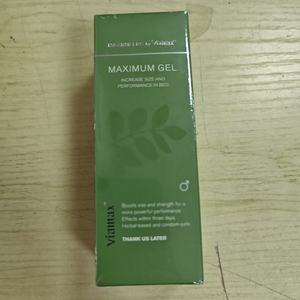 MAXIMUM GEL
INCREASE SIZE AND
PERFORMANCE IN BED
viamax
Boosts size and strength for a
more powerful performance.
Effects within three days.
Herbal-based and condom-safe.
THANK US LATER